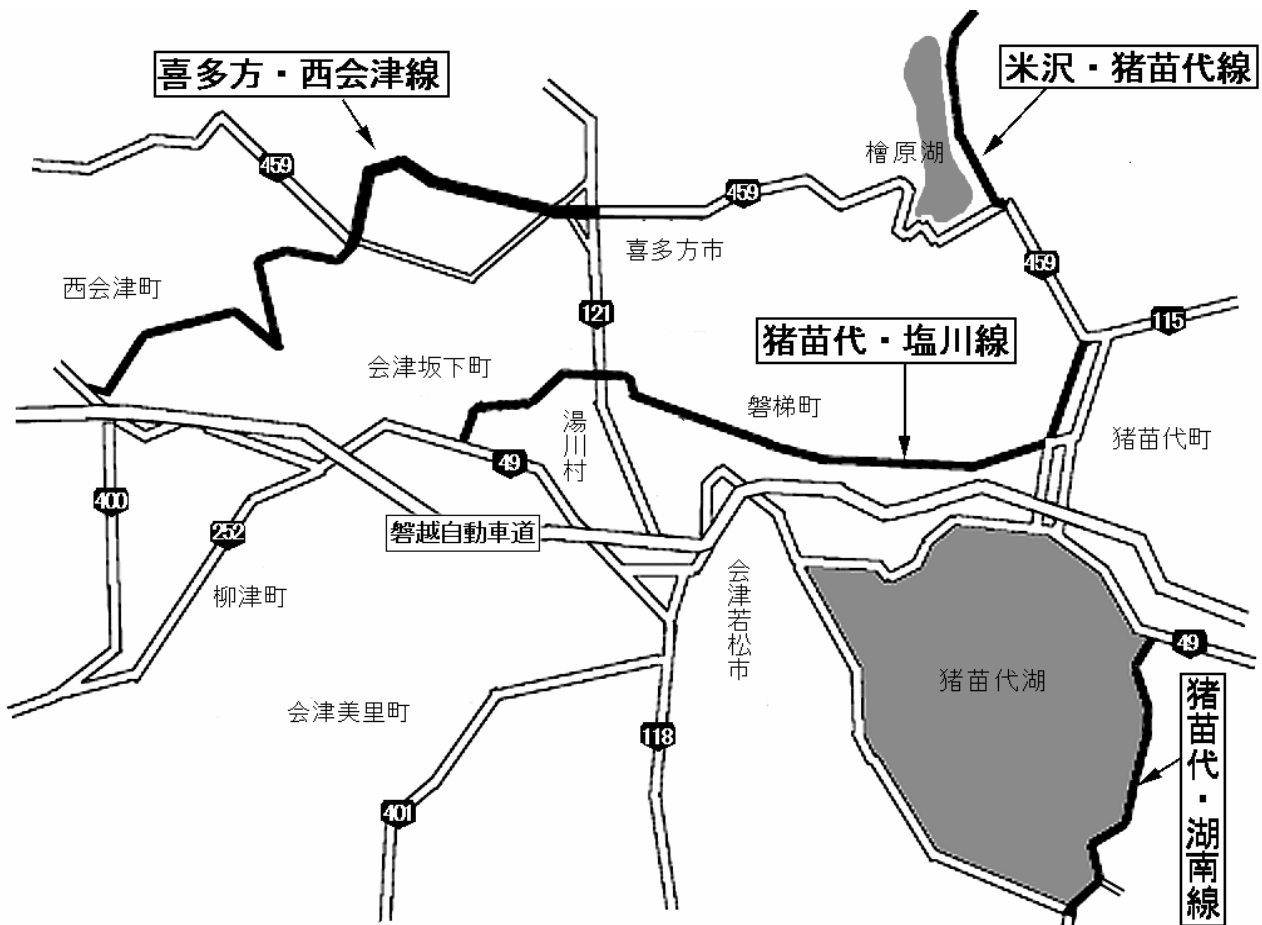 喜多方・西会津線
米沢・猪苗代線
檜原湖
459
459
喜多方市
459
西会津町
121
115
猪苗代・塩川線
会津坂下町
磐梯町
猪苗代町
湯川村
49
400
252
磐越自動車道
柳津町
会津若松市
49
猪苗代湖
会津美里町
猪苗代・湖南線
118
401